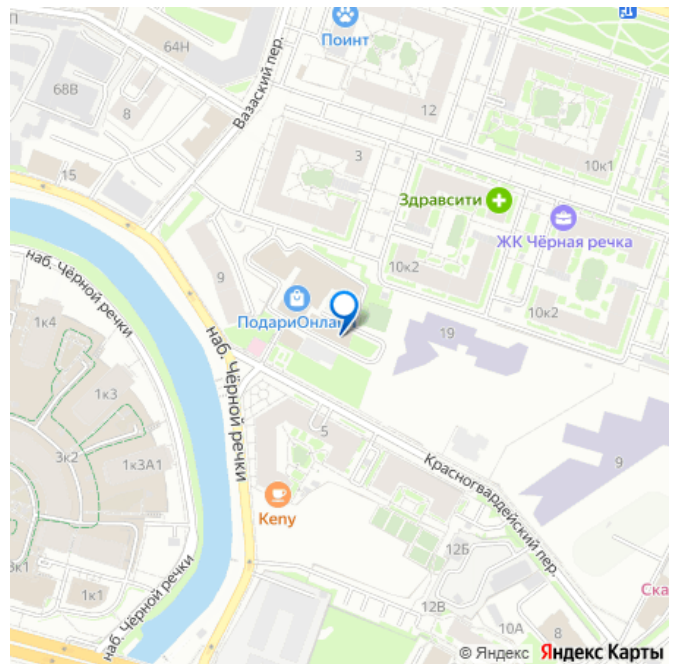 П
64Н
Поинт
68В
8
Вазаский пер.
12
3
10к1
15
Здравсити
ЖК Чёрная речка
наб. Чёрной речки
9
10к2
10к2
1к4
ПодариОнлайн
19
наб. Чёрной речки
1к3
5
3к2
1к3А1
Красногвардейский пер.
9
Кепу
12Б
3к1
1к1
наб. Чёрной речки
12В
10А
8
Ска
© Яндекс Яндекс Карты